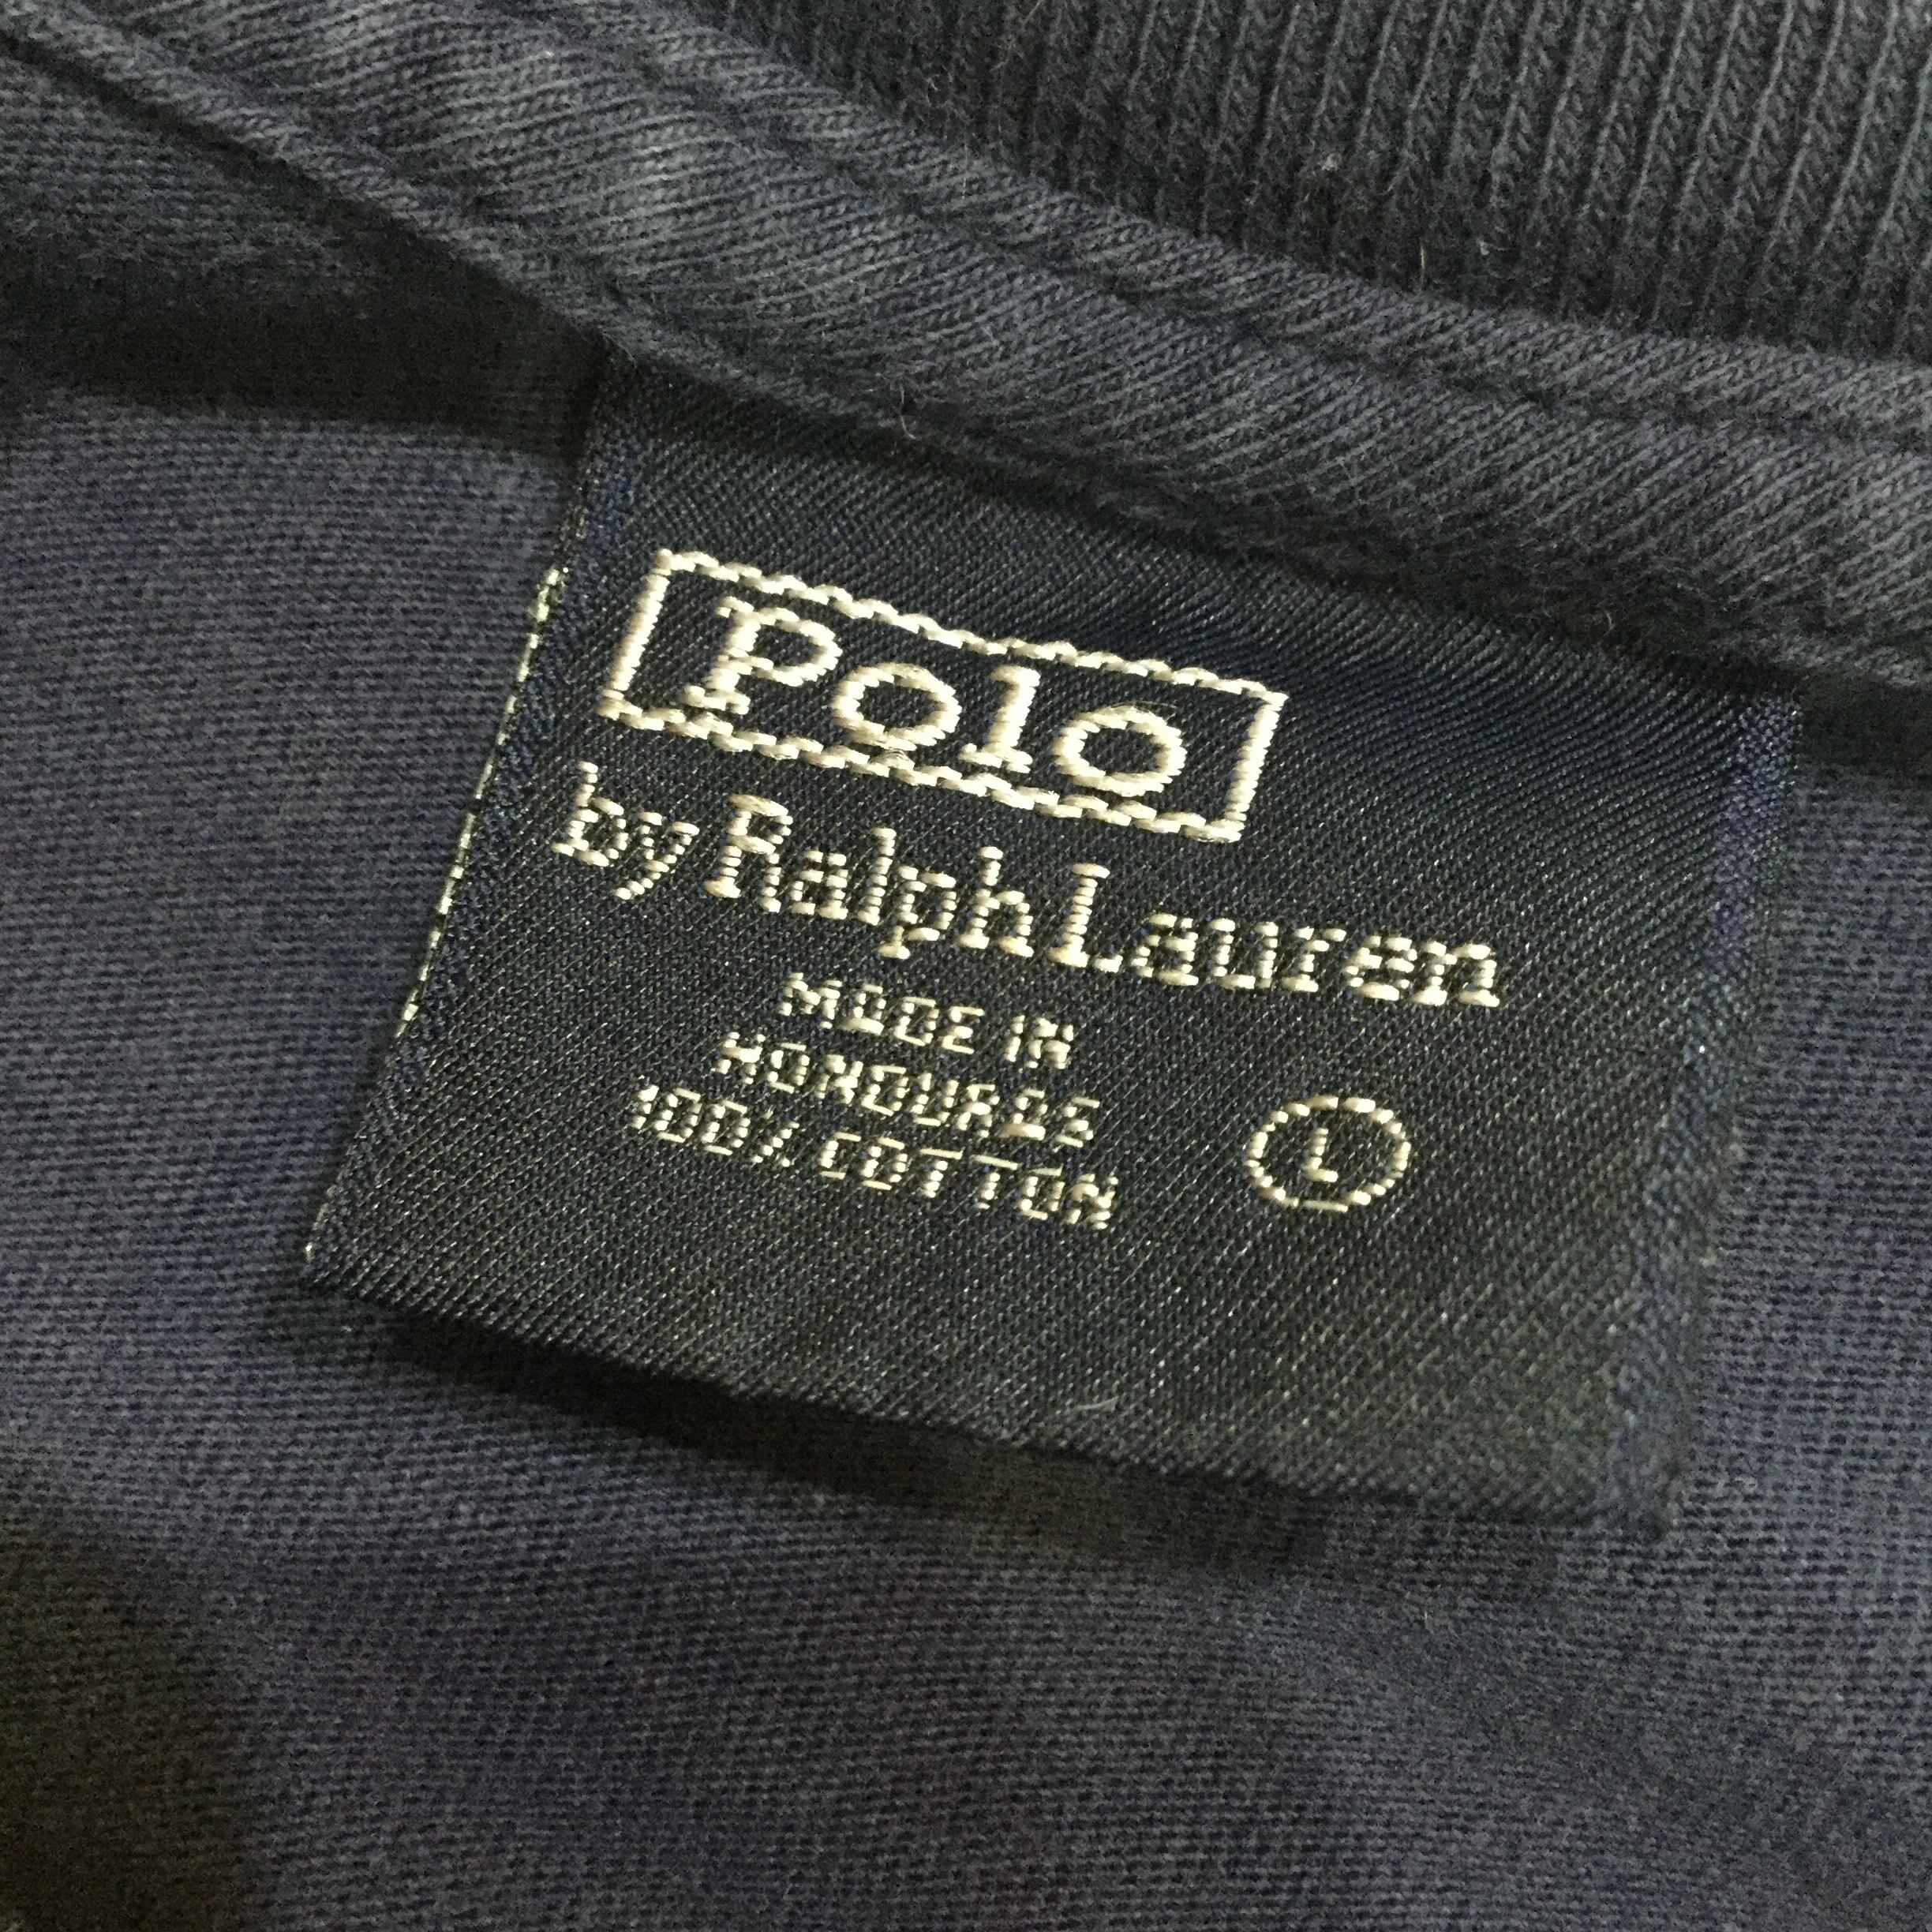 Polo
by Ralph Lauren
MADE IN
HONDURAS
100% COTTON
L